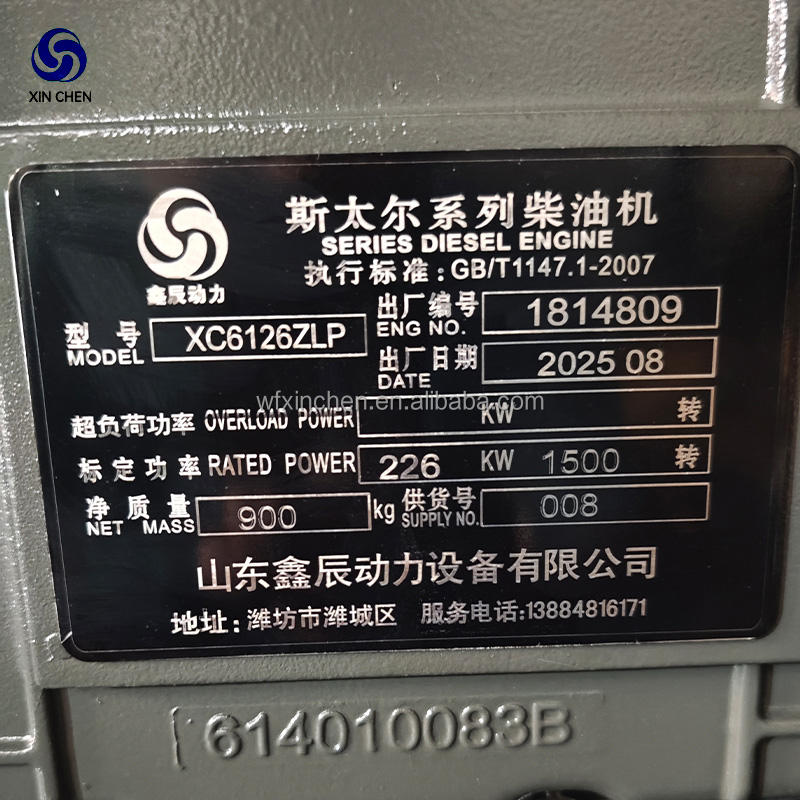 XIN CHEN
斯太尔系列柴油机
SERIES DIESEL ENGINE
执行标准:GB/T1147.1-2007
鑫辰动力
型号 MODEL XC6126ZLP
出厂编号 ENG NO. 1814809
出厂日期 DATE 2025 08
wfxinchen.en.alibaba.com
超负荷功率 OVERLOAD POWER KW 转
标定功率 RATED POWER 226 KW 1500 转
净质量 NET MASS 900 kg 供货号 SUPPLY NO. 008
山东鑫辰动力设备有限公司
地址:潍坊市潍城区 服务电话:13884816171
614010083B